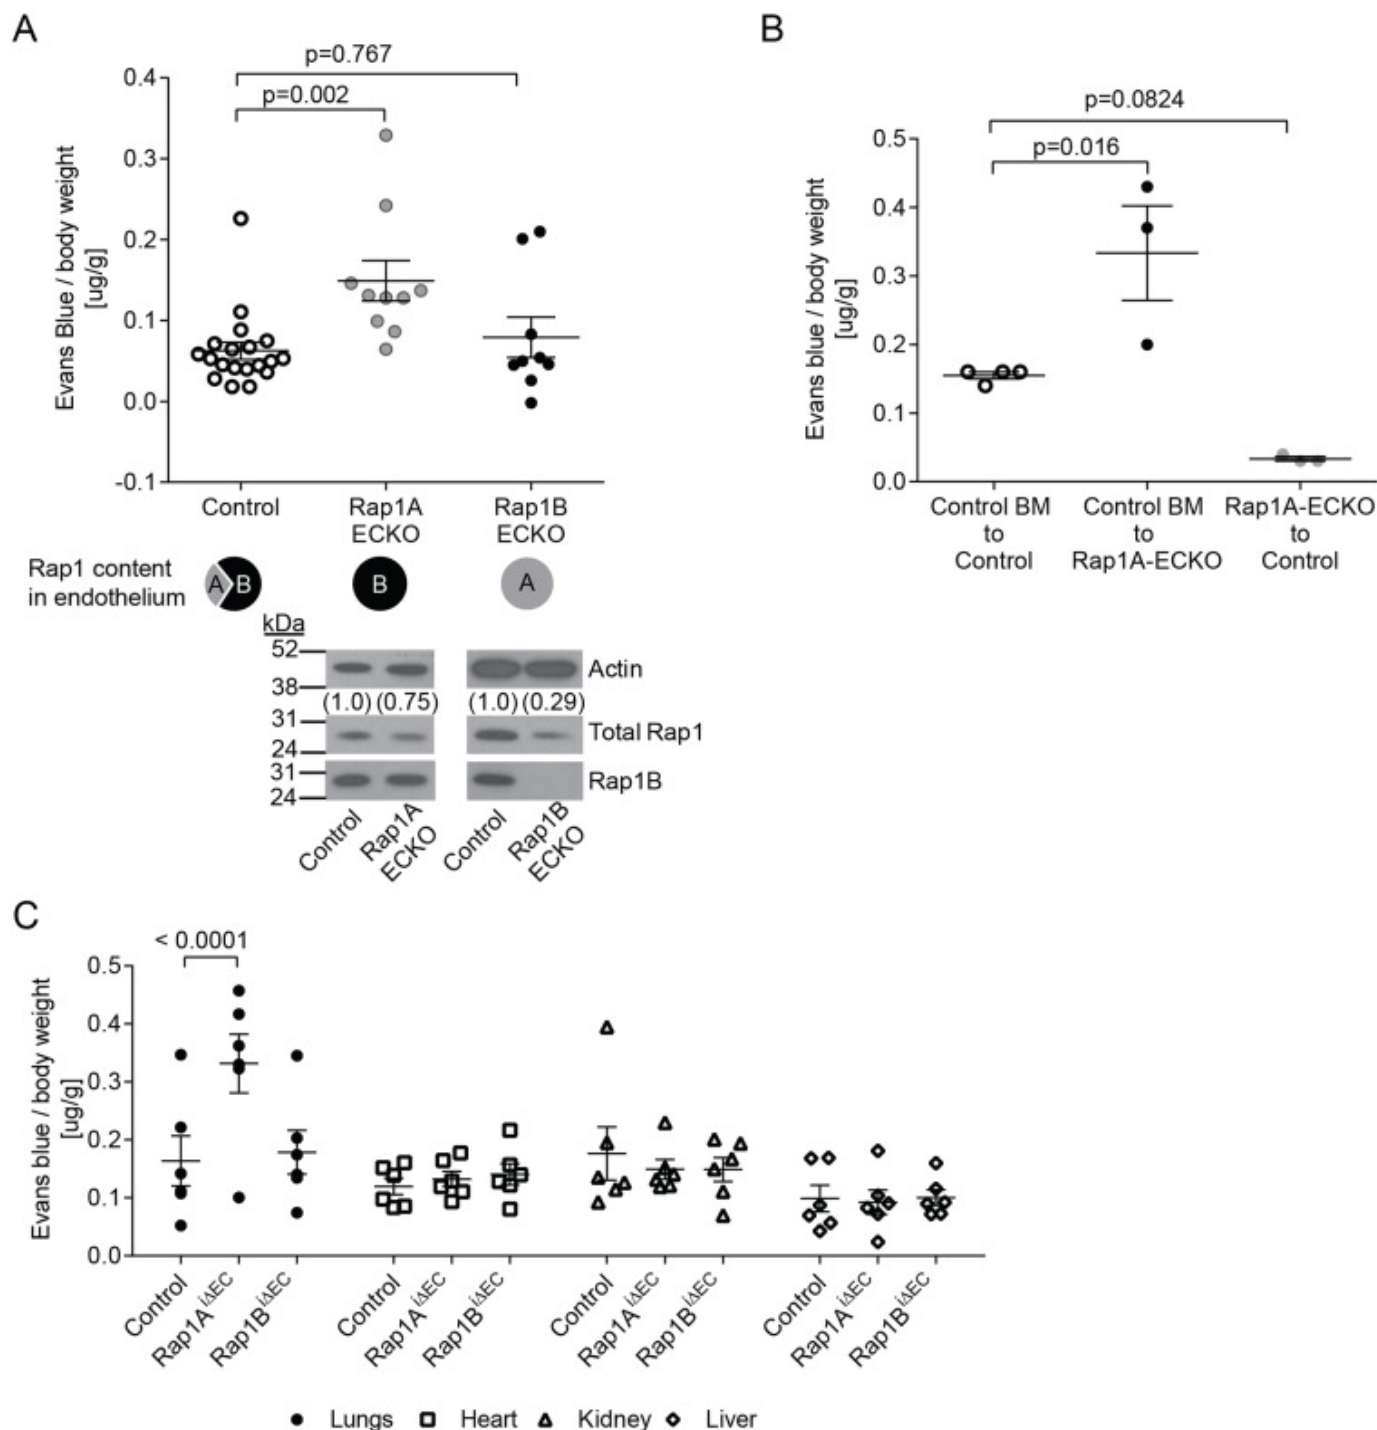 A
p=0.767
p=0.002
0.4
0.3
0.2
0.1
0.0
-0.1
Evans Blue / body weight
[ug/g]
Control
Rap1A
ECKO
Rap1B
ECKO
Rap1 content
in endothelium
A B
B
A
kDa
52
38
31
24
31
24
Actin
(1.0) (0.75) (1.0) (0.29)
Total Rap1
Rap1B
Control
Rap1A
ECKO
Control
Rap1B
ECKO
B
p=0.0824
p=0.016
0.5
0.4
0.3
0.2
0.1
0.0
Evans blue / body weight
[ug/g]
Control BM
to
Control
Control BM
to
Rap1A-ECKO
Rap1A-ECKO
to
Control
C
< 0.0001
0.5
0.4
0.3
0.2
0.1
0.0
Evans blue / body weight
[ug/g]
Control
Rap1A iΔEC
Rap1B iΔEC
Control
Rap1A iΔEC
Rap1B iΔEC
Control
Rap1A iΔEC
Rap1B iΔEC
Control
Rap1A iΔEC
Rap1B iΔEC
Lungs Heart Kidney Liver